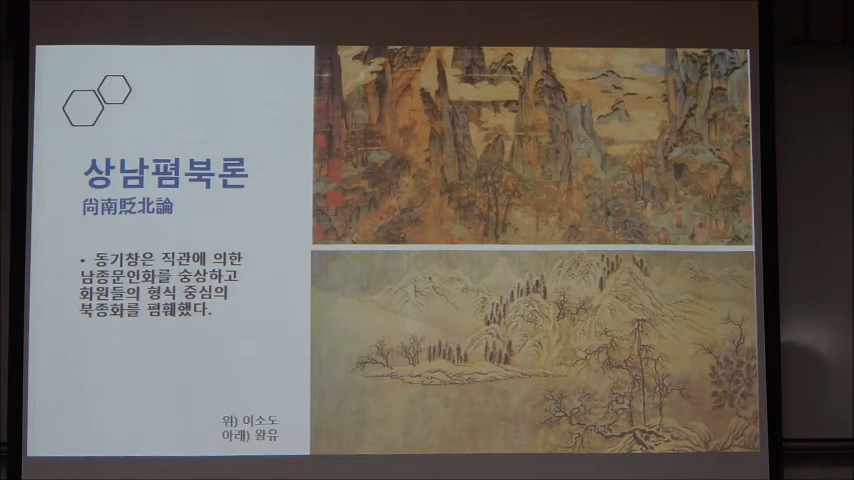 상남폄북론
尙南貶北論
• 동기창은 직관에 의한
남종문인화를 숭상하고
화원들의 형식 중심의
북종화를 폄훼했다.
위) 이소도
아래) 왕유